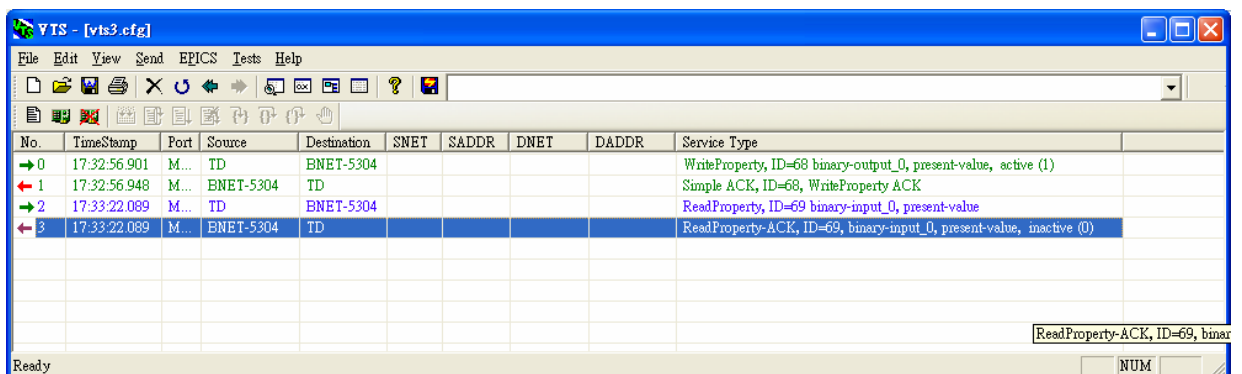 VTS - [vts3.cfg]
File Edit View Send EPICS Tests Help
No. TimeStamp Port Source Destination SNET SADDR DNET DADDR Service Type
0 17:32:56.901 M... TD BNET-5304 WriteProperty, ID=68 binary-output_0, present-value, active (1)
1 17:32:56.948 M... BNET-5304 TD Simple ACK, ID=68, WriteProperty ACK
2 17:33:22.089 M... TD BNET-5304 ReadProperty, ID=69 binary-input_0, present-value
3 17:33:22.089 M... BNET-5304 TD ReadProperty-ACK, ID=69, binary-input_0, present-value, inactive (0)
ReadProperty-ACK, ID=69, binar
Ready NUM